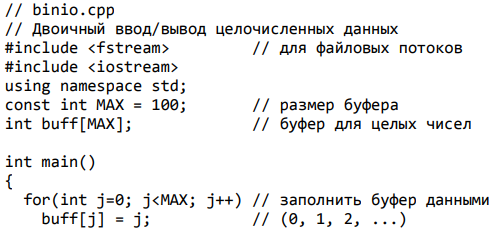 // binio.cpp
// Двоичный ввод/вывод целочисленных данных
#include <fstream>        // для файловых потоков
#include <iostream>
using namespace std;
const int MAX = 100;      // размер буфера
int buff[MAX];            // буфер для целых чисел

int main()
{
  for(int j=0; j<MAX; j++) // заполнить буфер данными
    buff[j] = j;          // (0, 1, 2, ...)